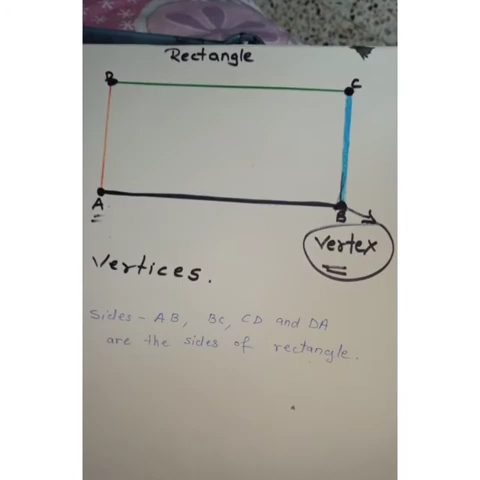 Rectangle
D C
A B
Vertex
Vertices.
Sides - AB, BC, CD and DA
are the sides of rectangle.